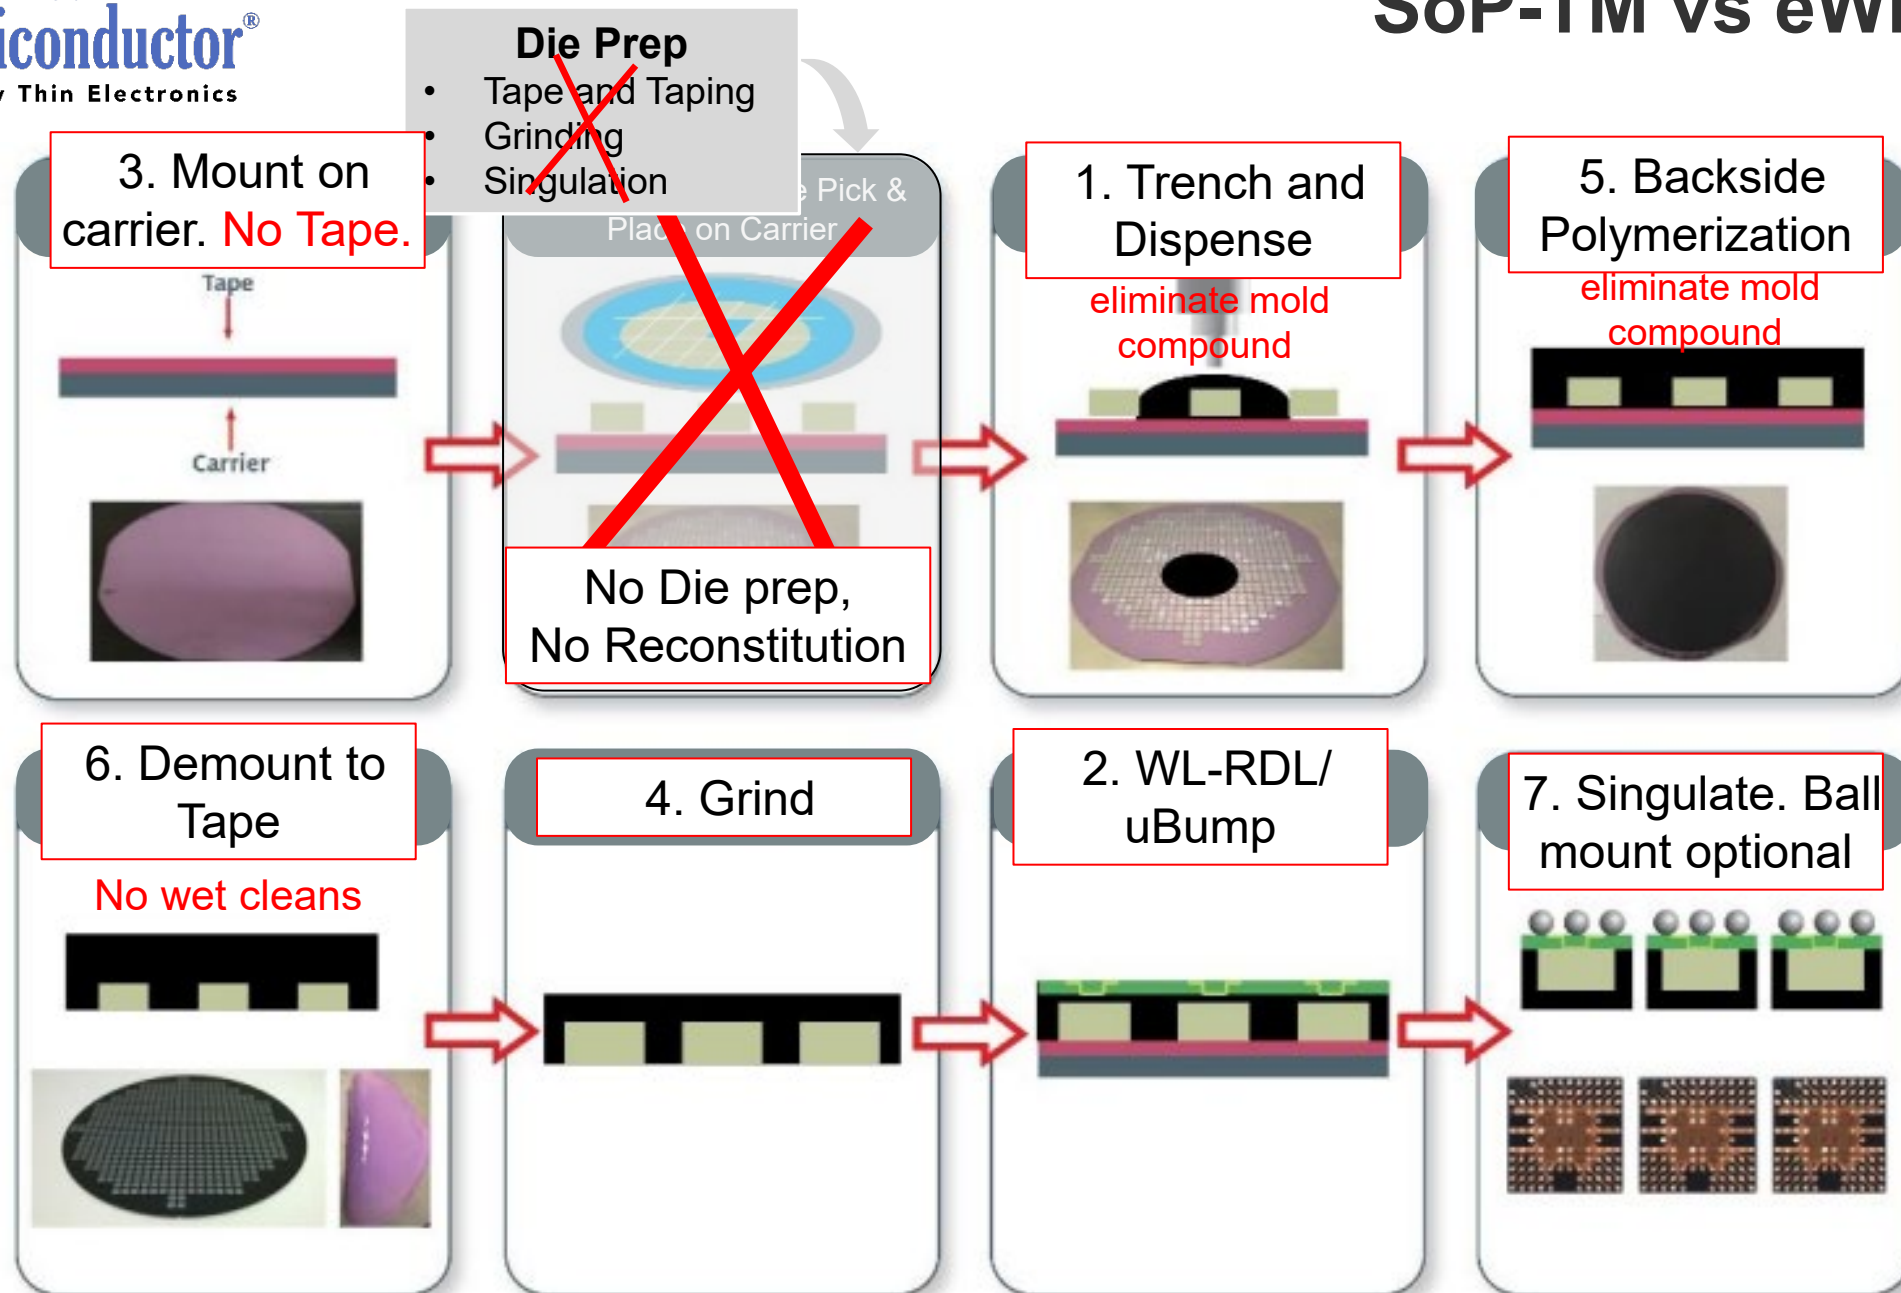 iconductor®
Thin Electronics
SoP-TM vs eWL
Die Prep
• Tape and Taping
• Grinding
• Singulation
3. Mount on
carrier. No Tape.
Tape
Carrier
Pick &
Place on Carrier
No Die prep,
No Reconstitution
1. Trench and
Dispense
eliminate mold
compound
5. Backside
Polymerization
eliminate mold
compound
6. Demount to
Tape
No wet cleans
4. Grind
2. WL-RDL/
uBump
7. Singulate. Ball
mount optional